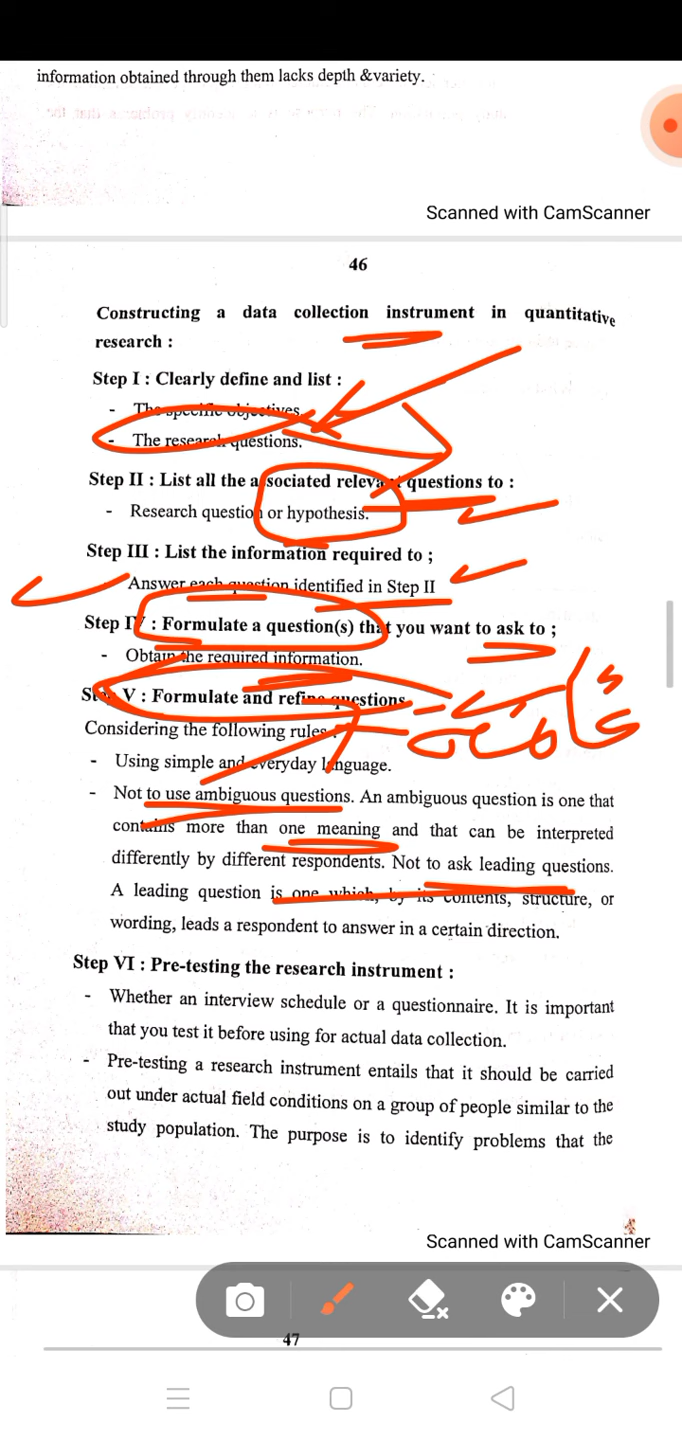 information obtained through them lacks depth &variety.
Scanned with CamScanner
46
Constructing a data collection instrument in quantitative
research :
Step I : Clearly define and list :
- The specific objectives
- The research questions.
Step II : List all the associated relevant questions to :
- Research question or hypothesis.
Step III : List the information required to ;
Answer each question identified in Step II
Step IV : Formulate a question(s) that you want to ask to ;
- Obtain the required information.
Step V : Formulate and refine questions
Considering the following rules
- Using simple and everyday language.
- Not to use ambiguous questions. An ambiguous question is one that
contains more than one meaning and that can be interpreted
differently by different respondents. Not to ask leading questions.
A leading question is one which, by its contents, structure, or
wording, leads a respondent to answer in a certain direction.
Step VI : Pre-testing the research instrument :
- Whether an interview schedule or a questionnaire. It is important
that you test it before using for actual data collection.
- Pre-testing a research instrument entails that it should be carried
out under actual field conditions on a group of people similar to the
study population. The purpose is to identify problems that the
Scanned with CamScanner
47